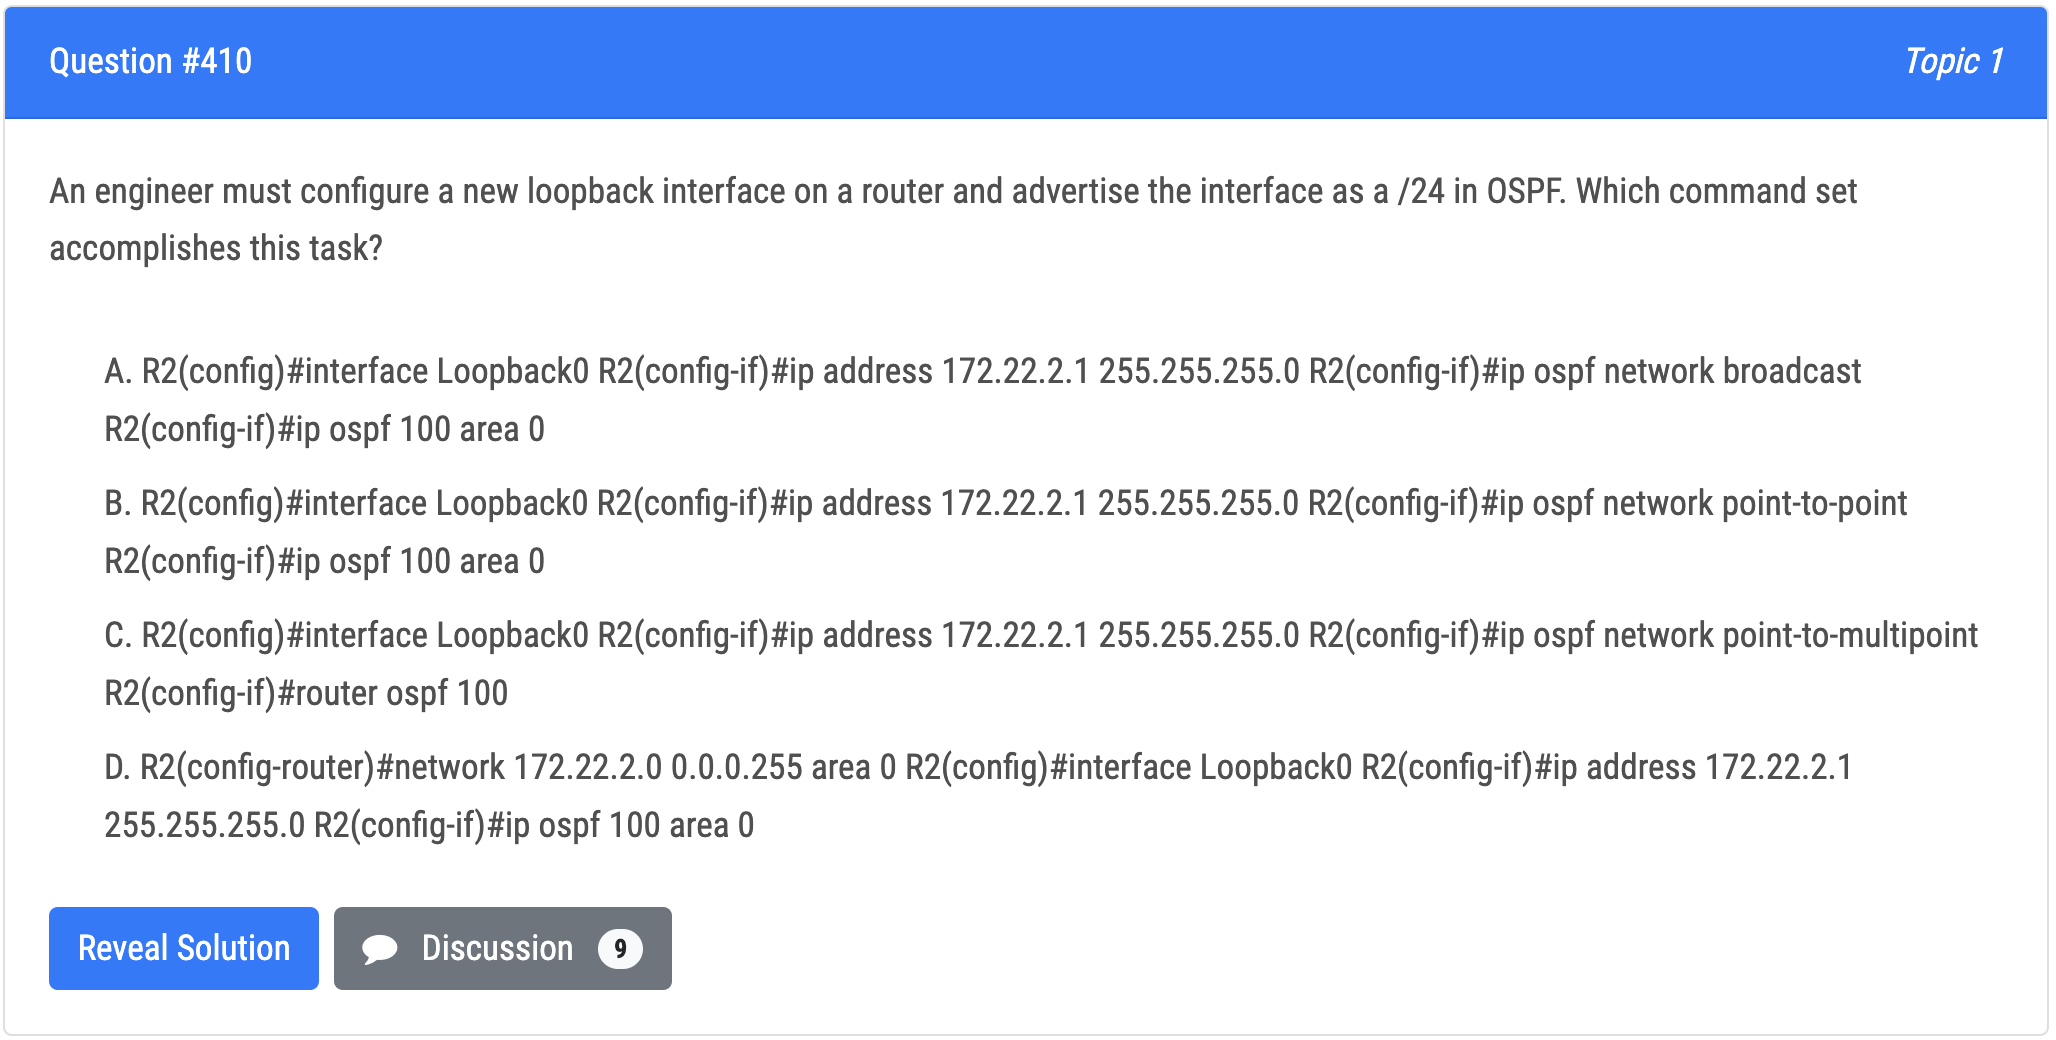 Question #410
Topic 1
An engineer must configure a new loopback interface on a router and advertise the interface as a /24 in OSPF. Which command set
accomplishes this task?
A. R2(config)#interface Loopback0 R2(config-if)#ip address 172.22.2.1 255.255.255.0 R2(config-if)#ip ospf network broadcast
R2(config-if)#ip ospf 100 area 0
B. R2(config)#interface Loopback0 R2(config-if)#ip address 172.22.2.1 255.255.255.0 R2(config-if)#ip ospf network point-to-point
R2(config-if)#ip ospf 100 area 0
C. R2(config)#interface Loopback0 R2(config-if)#ip address 172.22.2.1 255.255.255.0 R2(config-if)#ip ospf network point-to-multipoint
R2(config-if)#router ospf 100
D. R2(config-router)#network 172.22.2.0 0.0.0.255 area 0 R2(config)#interface Loopback0 R2(config-if)#ip address 172.22.2.1
255.255.255.0 R2(config-if)#ip ospf 100 area 0
Reveal Solution
Discussion 9